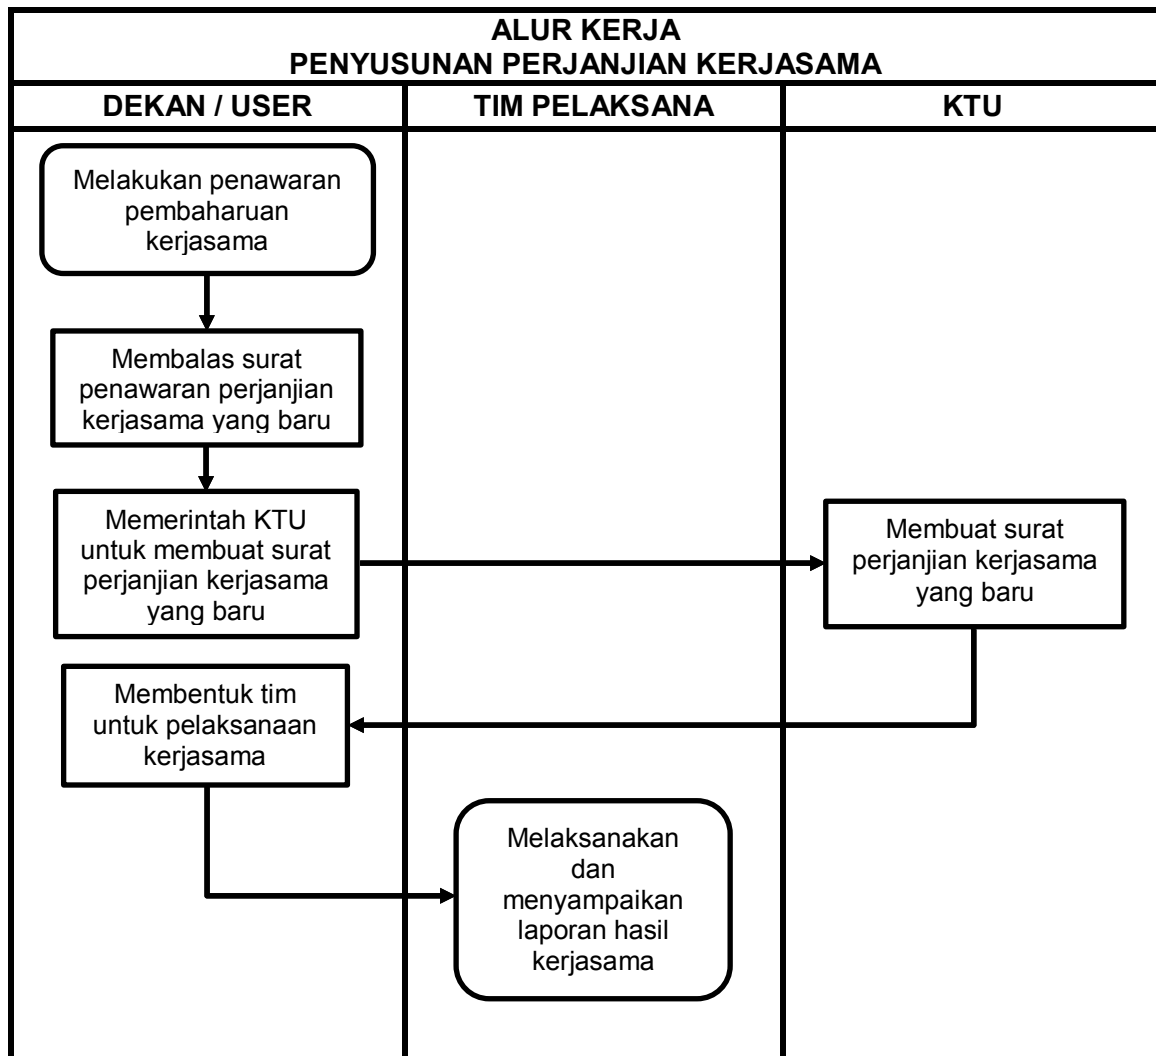 ALUR KERJA
PENYUSUNAN PERJANJIAN KERJASAMA
DEKAN / USER
TIM PELAKSANA
KTU
Melakukan penawaran
pembaharuan
kerjasama
Membalas surat
penawaran perjanjian
kerjasama yang baru
Memerintah KTU
untuk membuat surat
perjanjian kerjasama
yang baru
Membuat surat
perjanjian kerjasama
yang baru
Membentuk tim
untuk pelaksanaan
kerjasama
Melaksanakan
dan
menyampaikan
laporan hasil
kerjasama